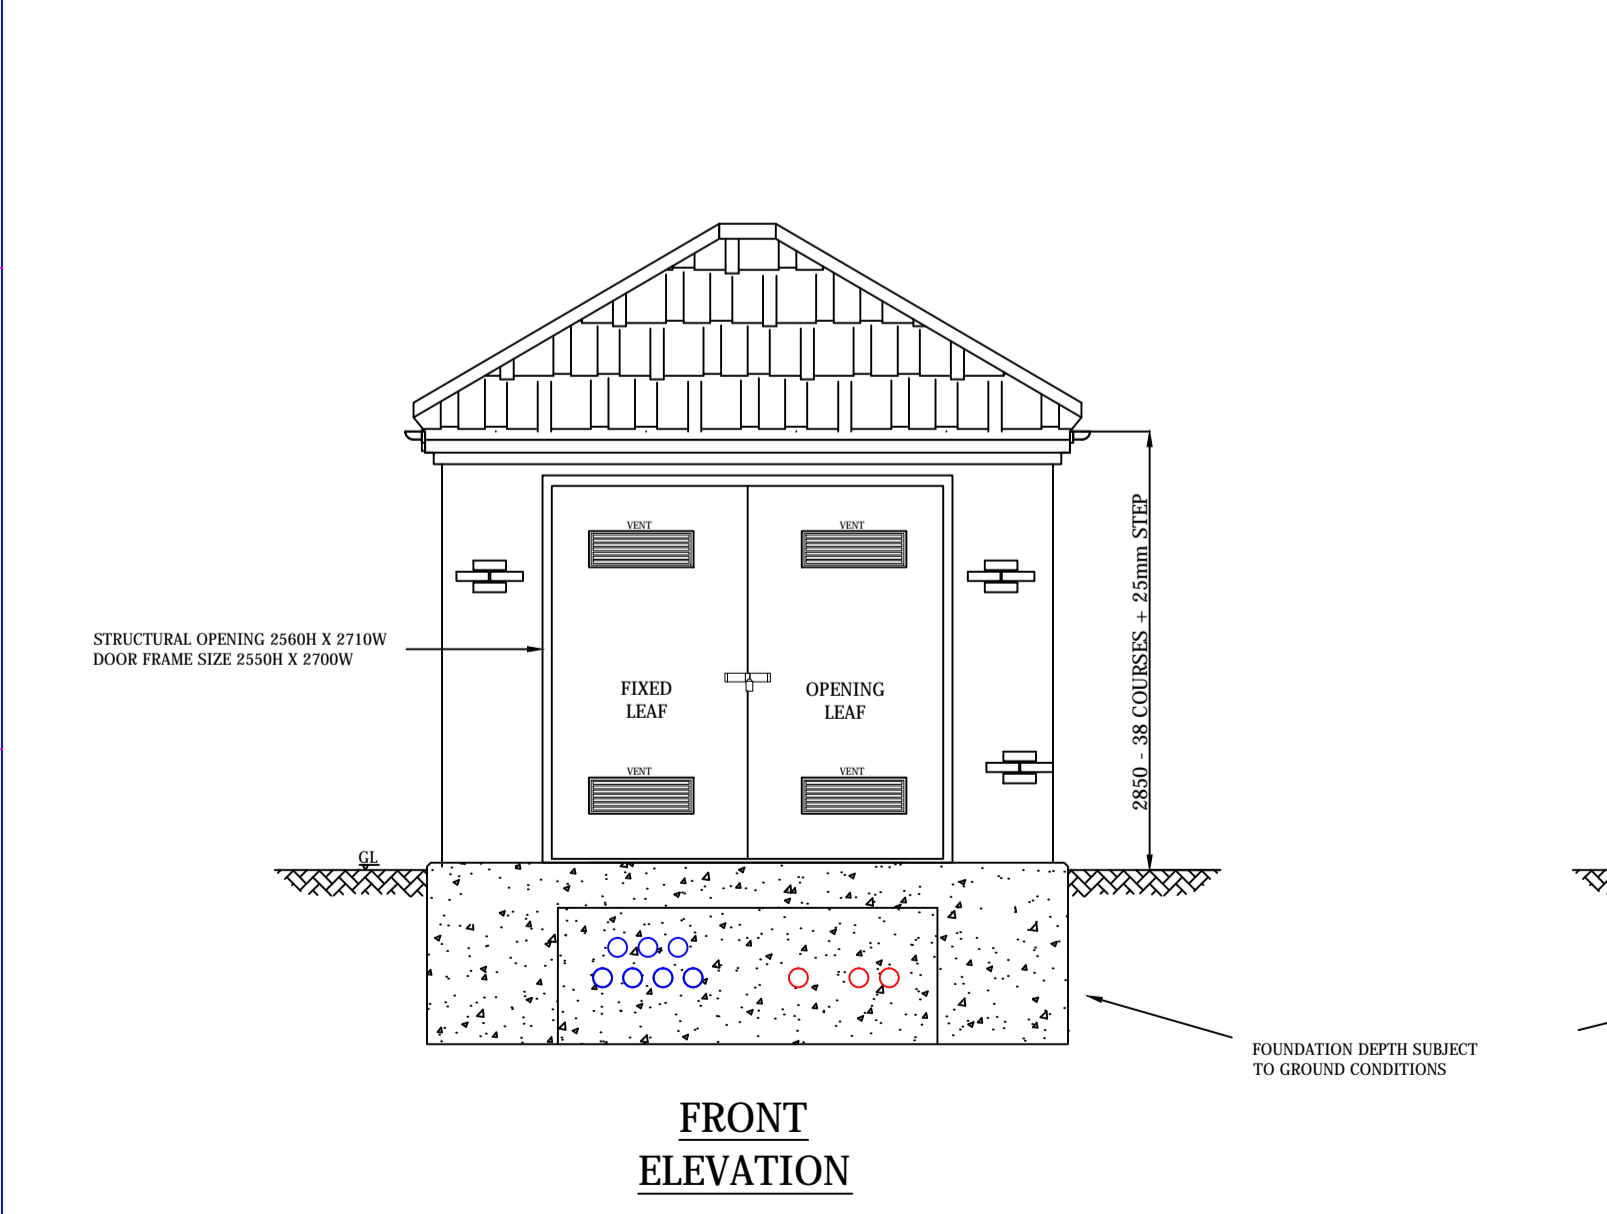 VENT
VENT
2850 - 38 COURSES + 25mm STEP
STRUCTURAL OPENING 2560H X 2710W
DOOR FRAME SIZE 2550H X 2700W
FIXED
LEAF
OPENING
LEAF
VENT
VENT
GL
FOUNDATION DEPTH SUBJECT
TO GROUND CONDITIONS
FRONT
ELEVATION